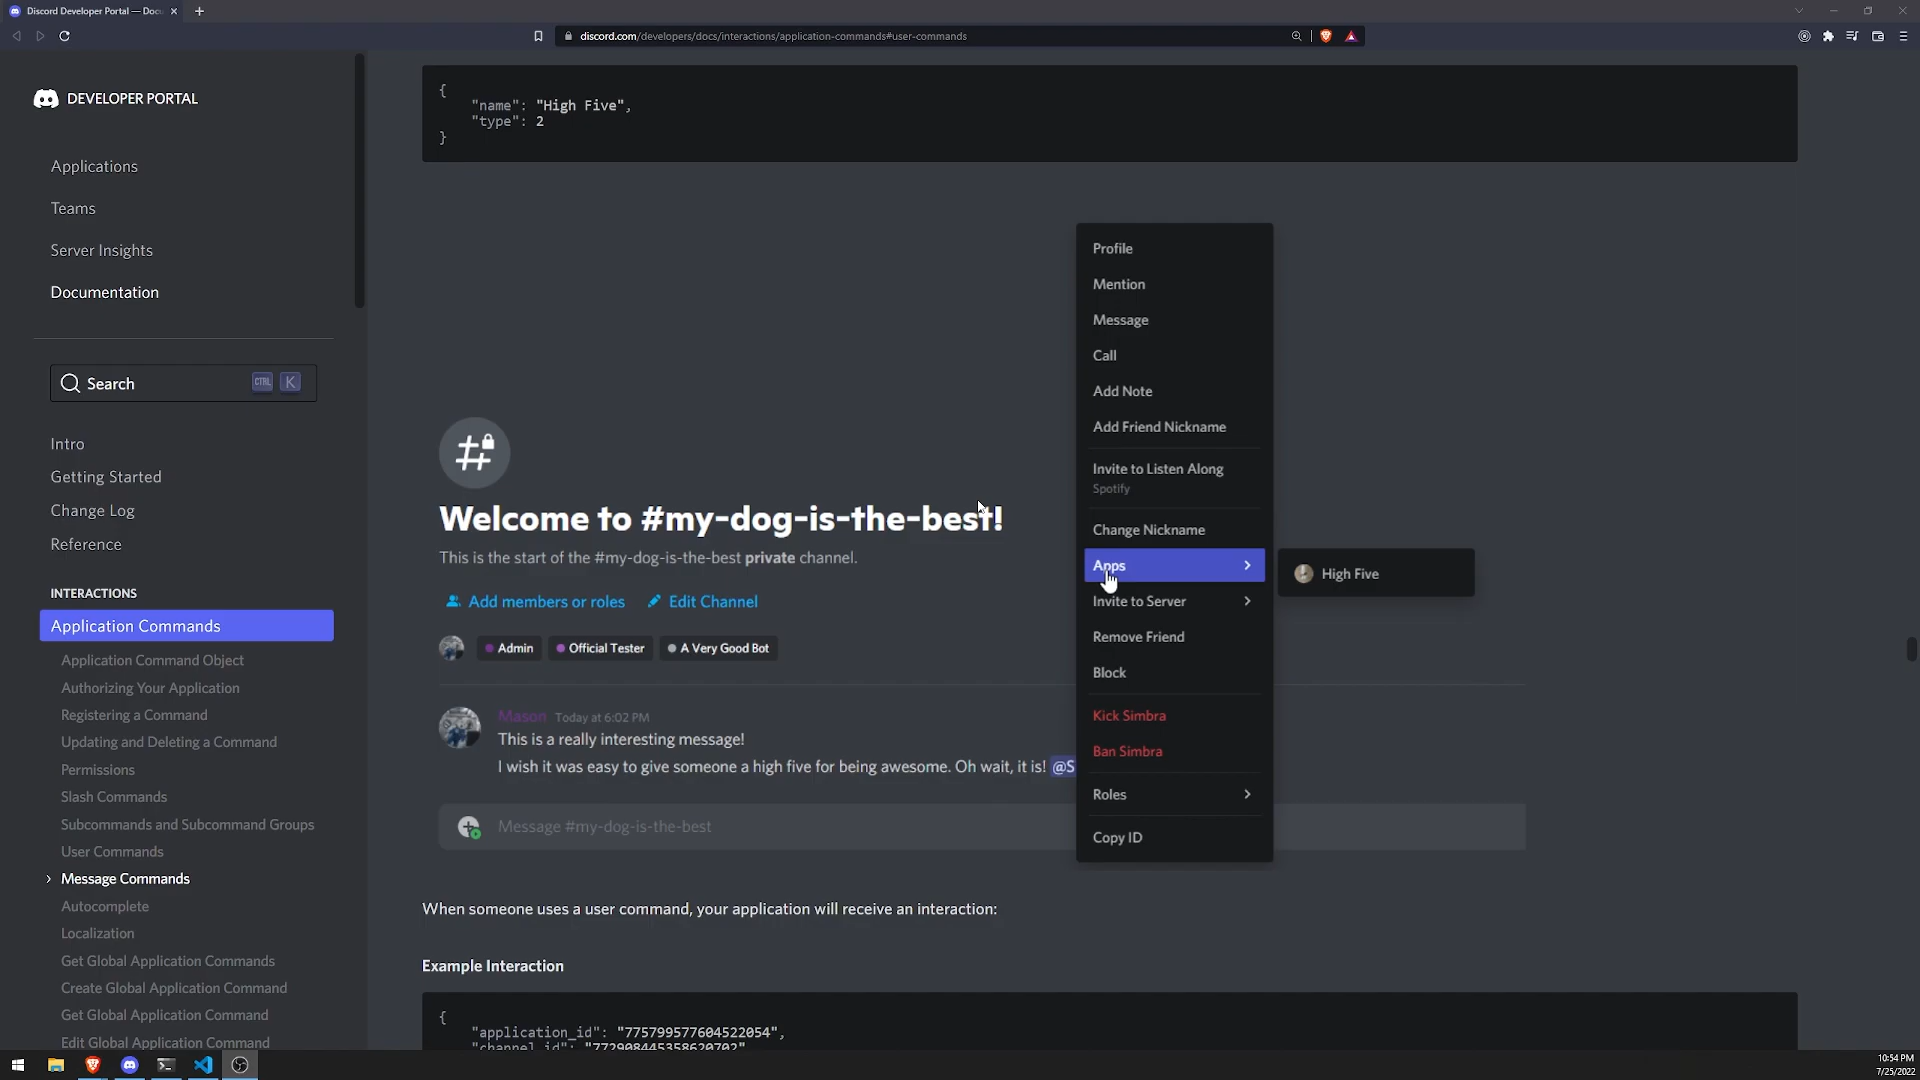 Discord Developer Portal — Docu
discord.com/developers/docs/interactions/application-commands#user-commands
DEVELOPER PORTAL
Applications
Teams
Server Insights
Documentation
Search CTRL K
Intro
Getting Started
Change Log
Reference
INTERACTIONS
Application Commands
Application Command Object
Authorizing Your Application
Registering a Command
Updating and Deleting a Command
Permissions
Slash Commands
Subcommands and Subcommand Groups
User Commands
Message Commands
Autocomplete
Localization
Get Global Application Commands
Create Global Application Command
Get Global Application Command
Edit Global Application Command
{
"name": "High Five",
"type": 2
}
Welcome to #my-dog-is-the-best!
This is the start of the #my-dog-is-the-best private channel.
Add members or roles Edit Channel
Admin Official Tester A Very Good Bot
Mason Today at 6:02 PM
This is a really interesting message!
I wish it was easy to give someone a high five for being awesome. Oh wait, it is! @S
Message #my-dog-is-the-best
Profile
Mention
Message
Call
Add Note
Add Friend Nickname
Invite to Listen Along
Spotify
Change Nickname
Apps
High Five
Invite to Server
Remove Friend
Block
Kick Simbra
Ban Simbra
Roles
Copy ID
When someone uses a user command, your application will receive an interaction:
Example Interaction
{
"application_id": "775799577604522054",
"channel_id": "772908445358620702"
10:54 PM
7/25/2022